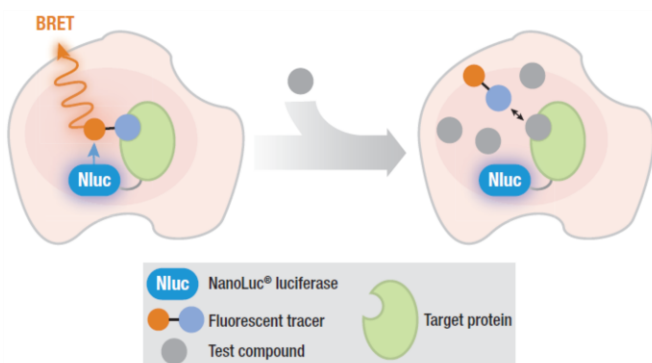 BRET
Nluc
Nluc
Nluc NanoLuc® luciferase
Fluorescent tracer
Target protein
Test compound